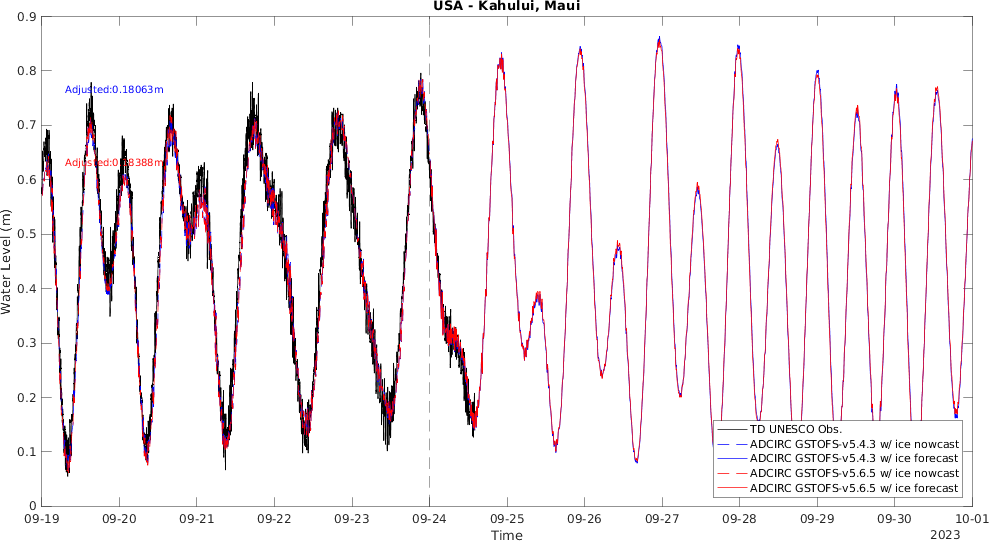 USA - Kahului, Maui
0.9
0.8
0.7
0.6
0.5
0.4
0.3
0.2
0.1
0
Water Level (m)
Adjusted:0.18063m
TD UNESCO Obs.
ADCIRC GSTOFS-v5.4.3 w/ ice nowcast
ADCIRC GSTOFS-v5.4.3 w/ ice forecast
ADCIRC GSTOFS-v5.6.5 w/ ice nowcast
ADCIRC GSTOFS-v5.6.5 w/ ice forecast
09-19 09-20 09-21 09-22 09-23 09-24 09-25 09-26 09-27 09-28 09-29 09-30 10-01
Time
2023